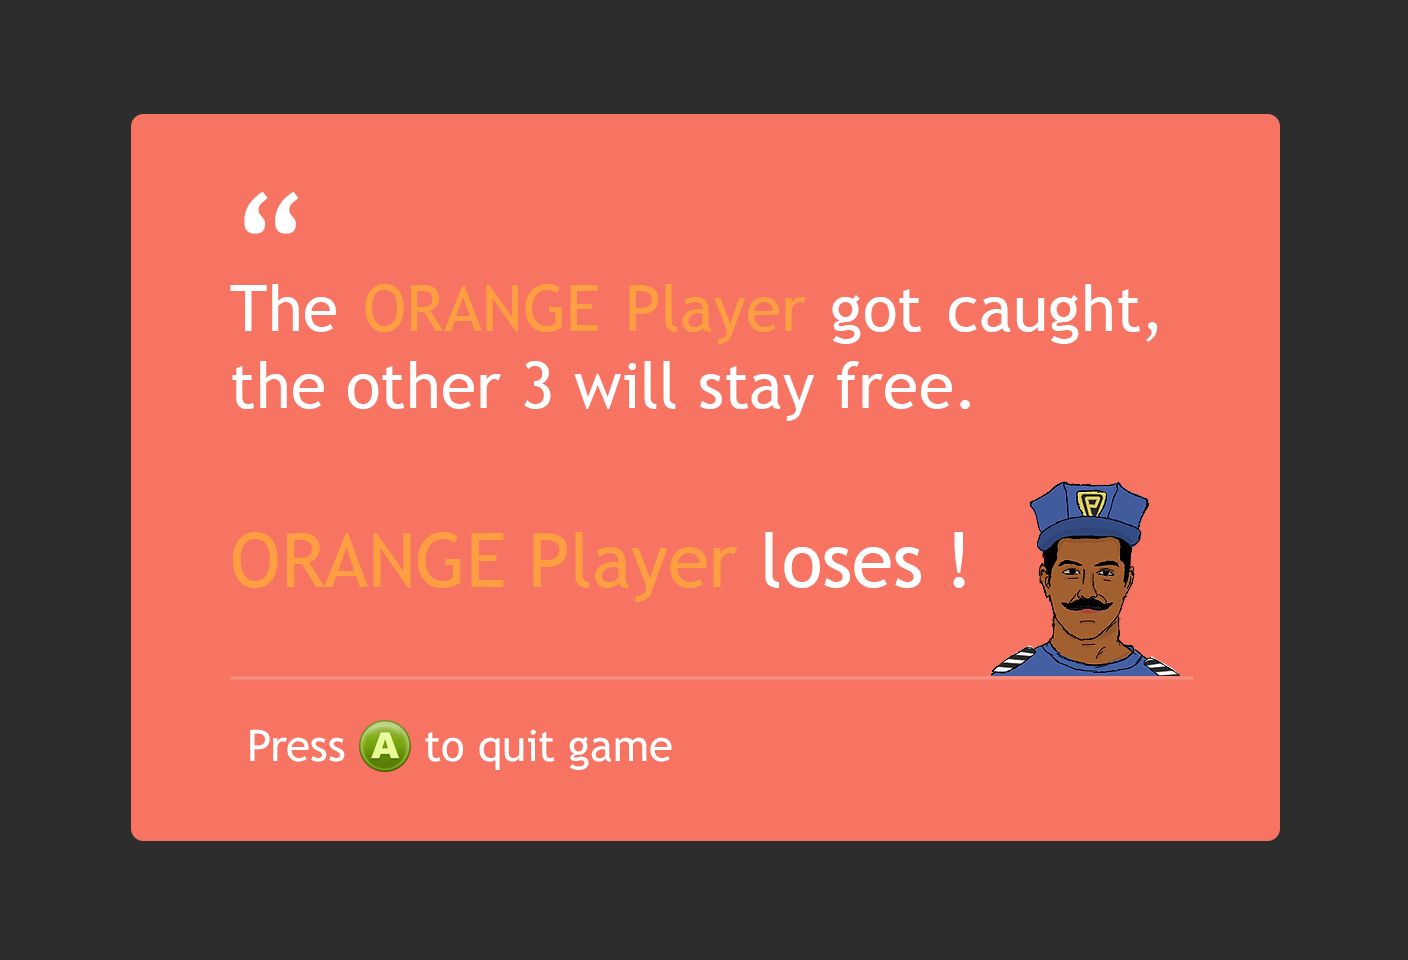 “
The ORANGE Player got caught,
the other 3 will stay free.
P
ORANGE Player loses !
Press A to quit game